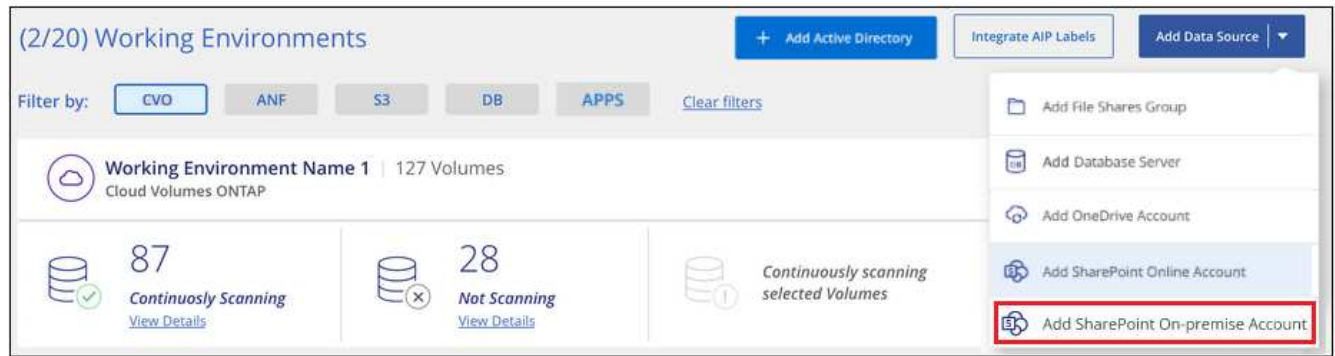 (2/20) Working Environments
+ Add Active Directory
Integrate AIP Labels
Add Data Source
Filter by:
CVO
ANF
S3
DB
APPS
Clear filters
Add File Shares Group
Working Environment Name 1 | 127 Volumes
Cloud Volumes ONTAP
Add Database Server
Add OneDrive Account
87
Continuosly Scanning
View Details
28
Not Scanning
View Details
Continuously scanning
selected Volumes
Add SharePoint Online Account
Add SharePoint On-premise Account